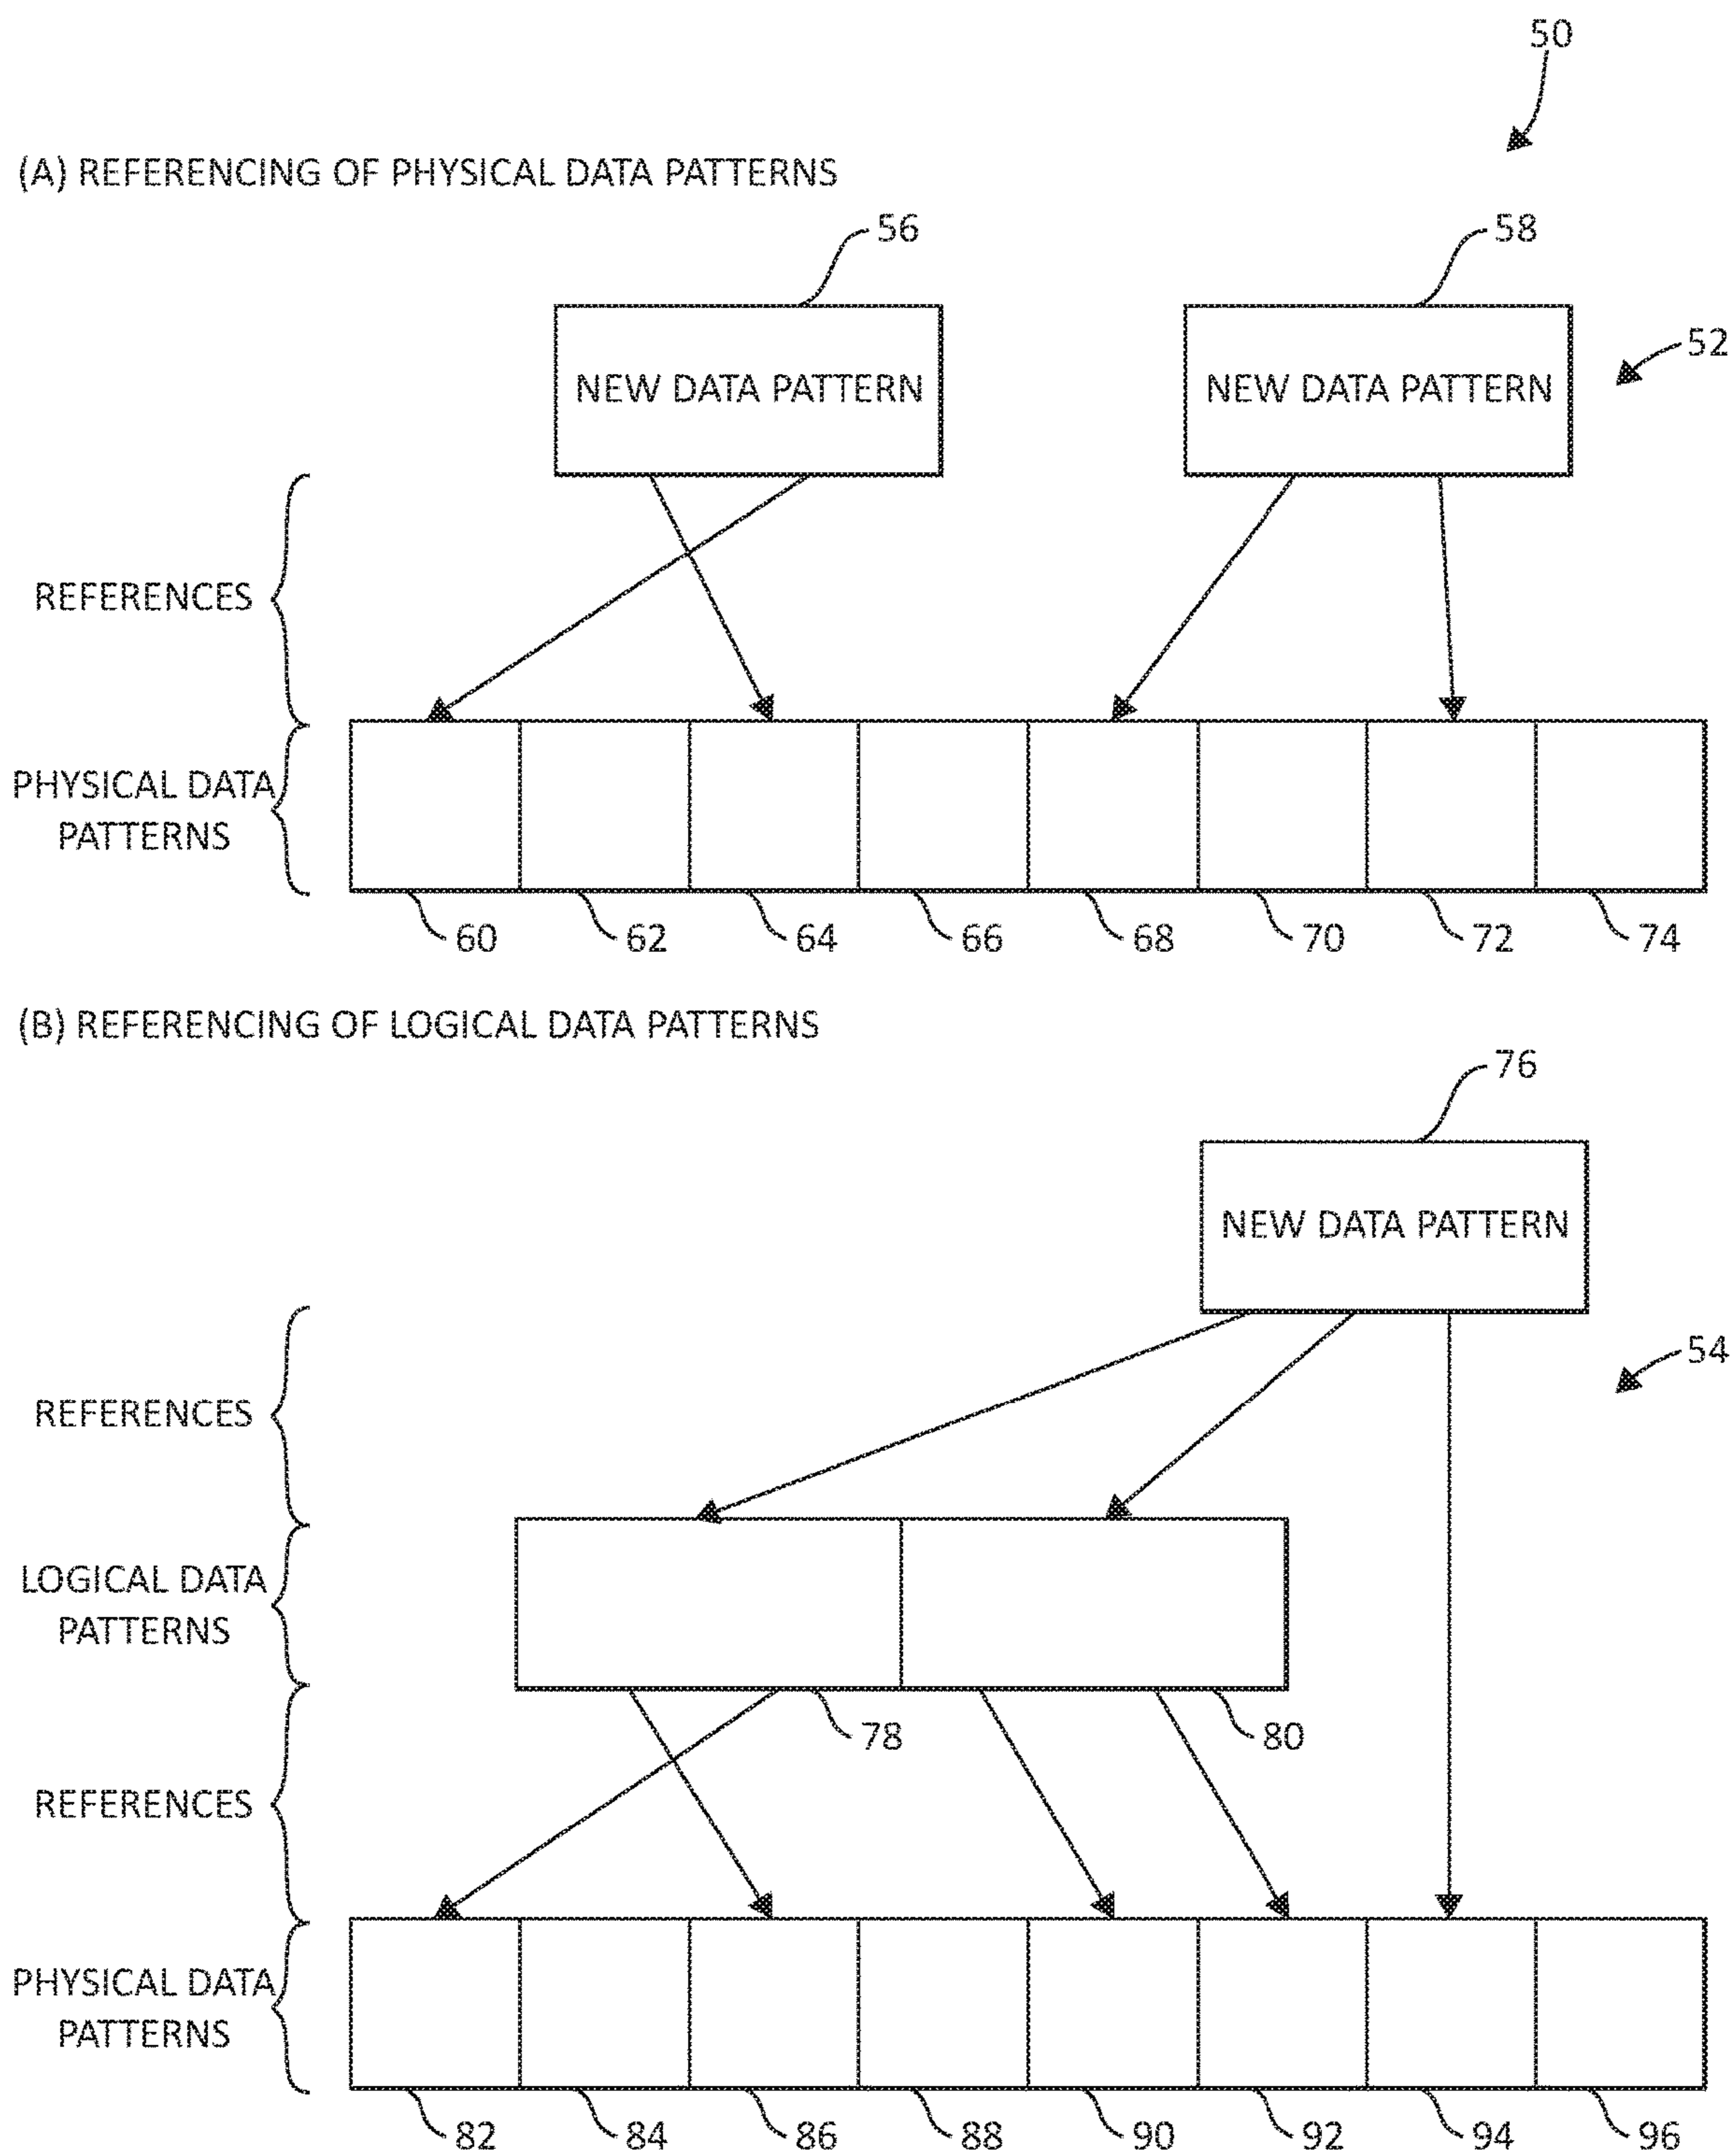 50
(A) REFERENCING OF PHYSICAL DATA PATTERNS
56
58
52
NEW DATA PATTERN
NEW DATA PATTERN
REFERENCES
PHYSICAL DATA
PATTERNS
60
62
64
66
68
70
72
74
(B) REFERENCING OF LOGICAL DATA PATTERNS
76
NEW DATA PATTERN
54
REFERENCES
LOGICAL DATA
PATTERNS
78
80
REFERENCES
PHYSICAL DATA
PATTERNS
82
84
86
88
90
92
94
96